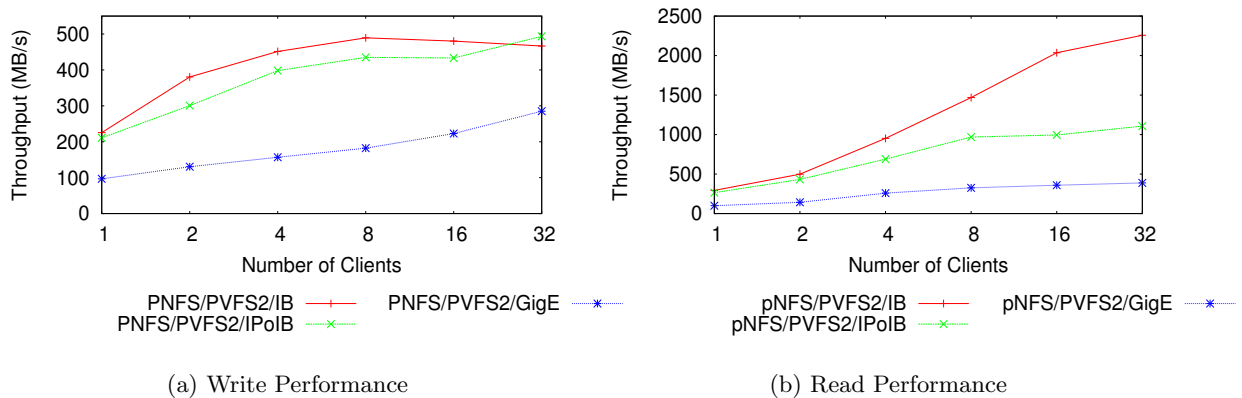 Throughput (MB/s)
500
400
300
200
100
0
1 2 4 8 16 32
Number of Clients
PNFS/PVFS2/IB PNFS/PVFS2/GigE
PNFS/PVFS2/IPoIB
(a) Write Performance
Throughput (MB/s)
2500
2000
1500
1000
500
0
1 2 4 8 16 32
Number of Clients
pNFS/PVFS2/IB pNFS/PVFS2/GigE
pNFS/PVFS2/IPoIB
(b) Read Performance